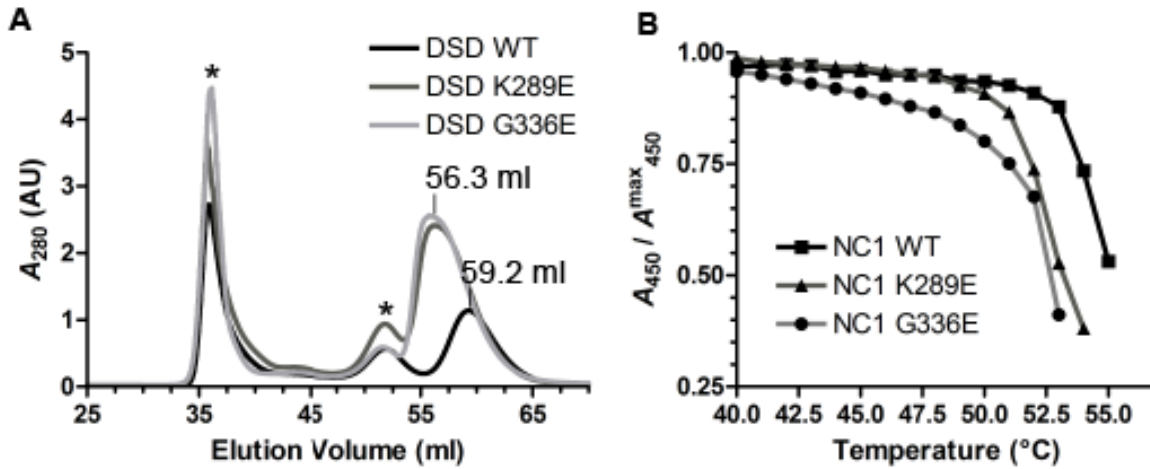 A
5
4
3
2
1
0
A280 (AU)
*
*
DSD WT
DSD K289E
DSD G336E
56.3 ml
59.2 ml
25 35 45 55 65
Elution Volume (ml)
B
1.00
0.75
0.50
0.25
A450 / Amax450
NC1 WT
NC1 K289E
NC1 G336E
40.0 42.5 45.0 47.5 50.0 52.5 55.0
Temperature (°C)